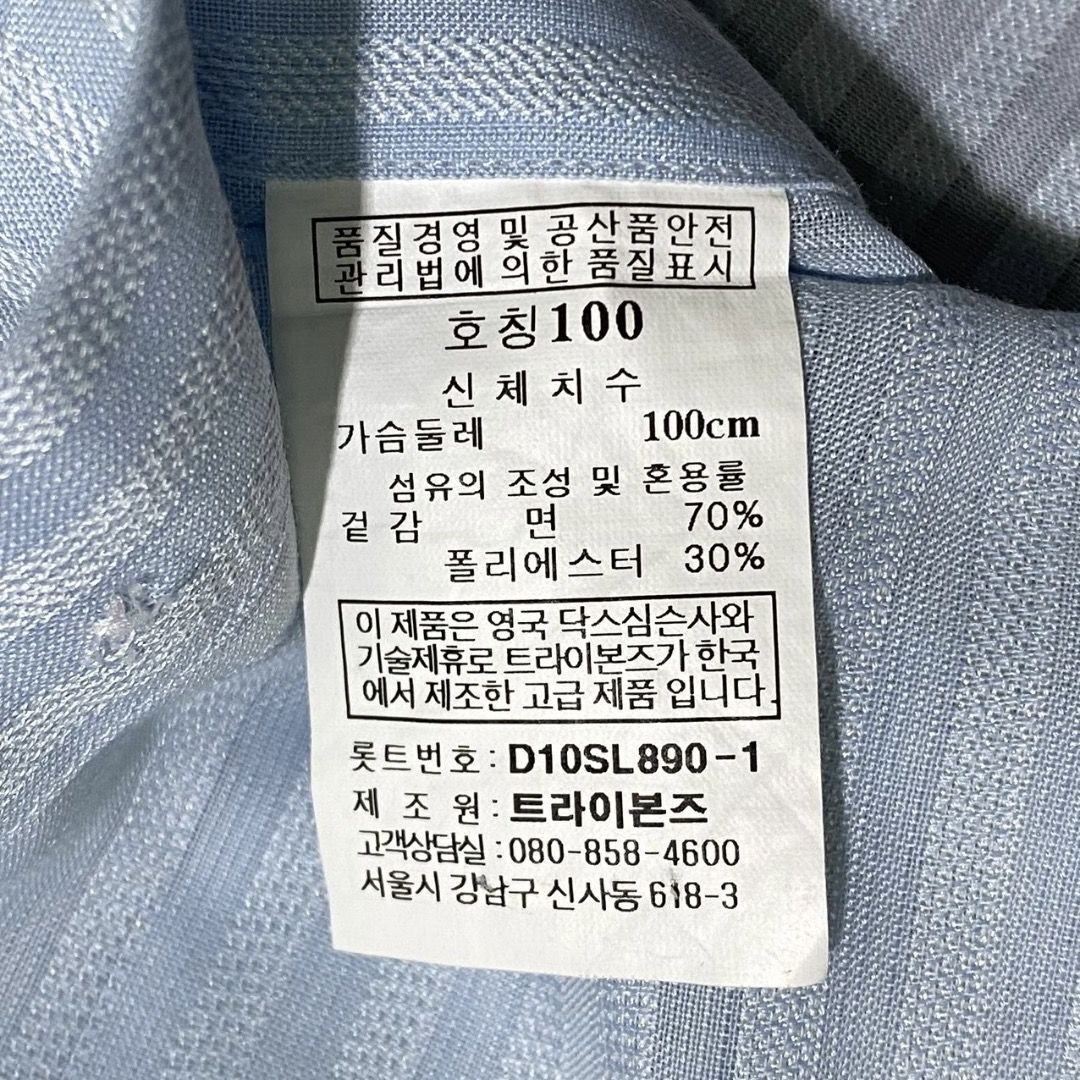 품질경영 및 공산품안전
관리법에 의한 품질표시
호칭100
신체치수
가슴둘레 100cm
섬유의 조성 및 혼용률
겉감 면 70%
폴리에스터 30%
이 제품은 영국 닥스심슨사와
기술제휴로 트라이본즈가 한국
에서 제조한 고급 제품 입니다.
롯트번호 : D10SL890-1
제 조 원 : 트라이본즈
고객상담실 : 080-858-4600
서울시 강남구 신사동 618-3